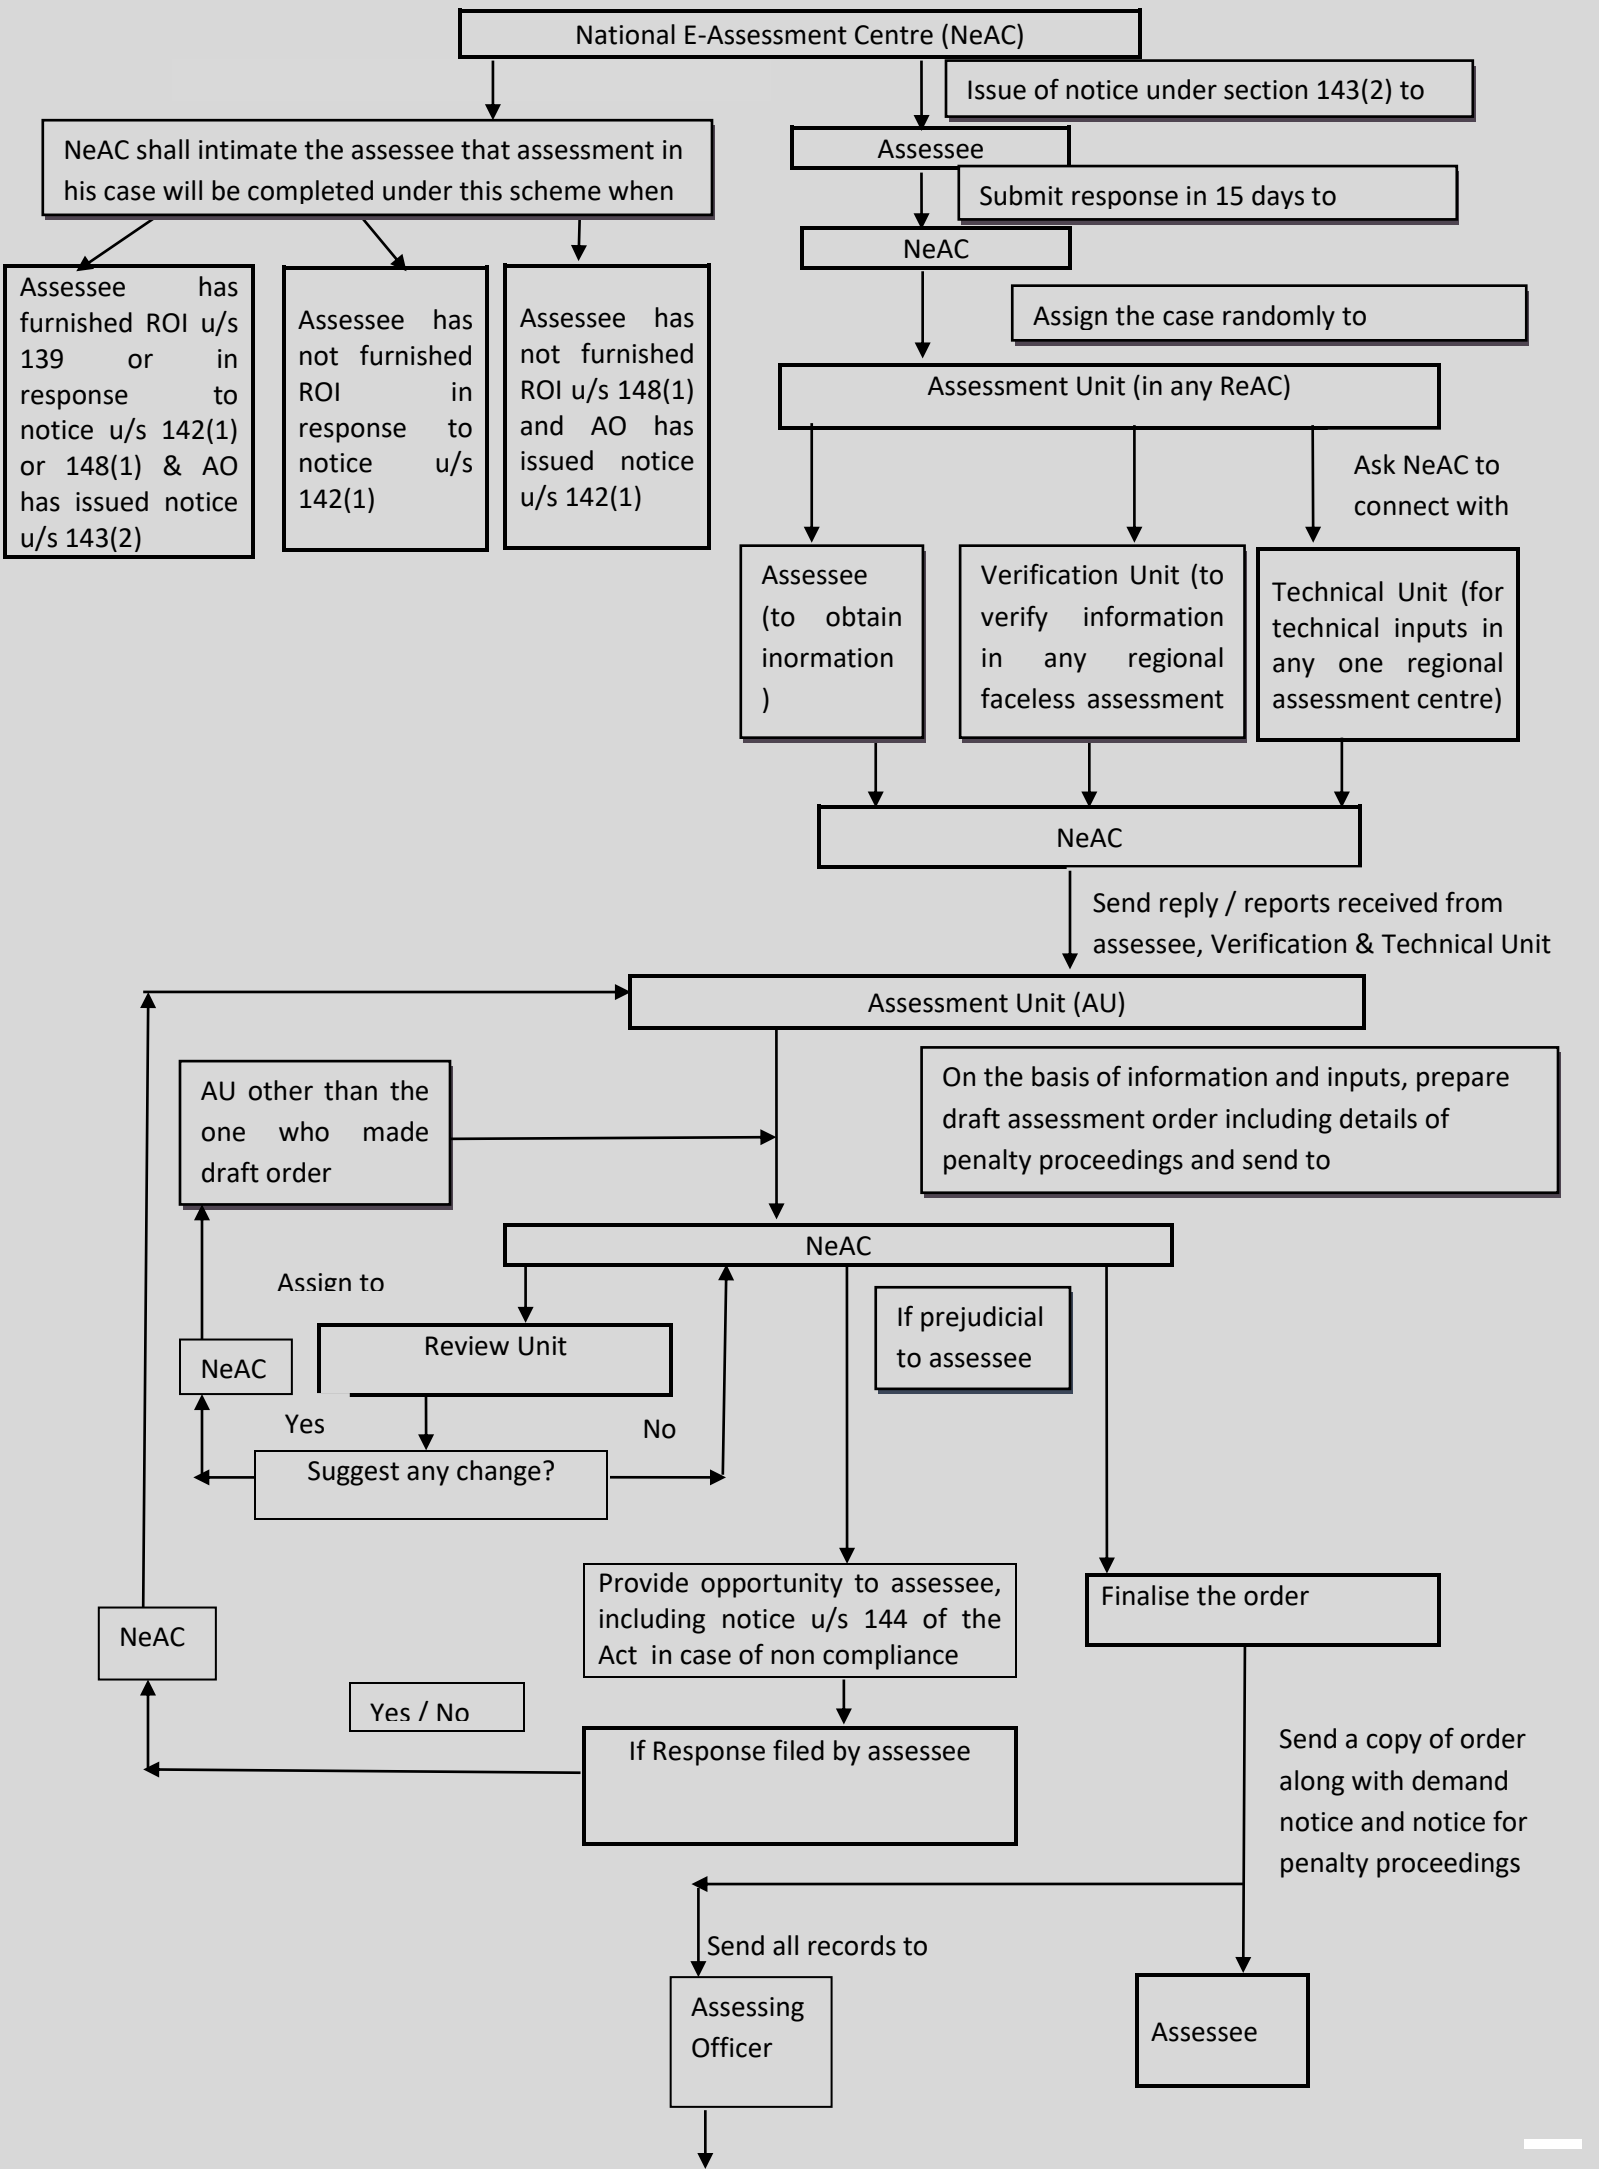 National E-Assessment Centre (NeAC)
Issue of notice under section 143(2) to
NeAC shall intimate the assessee that assessment in
his case will be completed under this scheme when
Assessee
Submit response in 15 days to
NeAC
Assessee has
furnished ROI u/s
139 or in
response to
notice u/s 142(1)
or 148(1) & AO
has issued notice
u/s 143(2)
Assessee has
not furnished
ROI in
response to
notice u/s
142(1)
Assessee has
not furnished
ROI u/s 148(1)
and AO has
issued notice
u/s 142(1)
Assign the case randomly to
Assessment Unit (in any ReAC)
Ask NeAC to
connect with
Assessee
(to obtain
inormation
)
Verification Unit (to
verify information
in any regional
faceless assessment
Technical Unit (for
technical inputs in
any one regional
assessment centre)
NeAC
Send reply / reports received from
assessee, Verification & Technical Unit
Assessment Unit (AU)
AU other than the
one who made
draft order
On the basis of information and inputs, prepare
draft assessment order including details of
penalty proceedings and send to
NeAC
Assign to
If prejudicial
to assessee
Review Unit
NeAC
Yes
No
Suggest any change?
Provide opportunity to assessee,
including notice u/s 144 of the
Act in case of non compliance
Finalise the order
NeAC
Yes / No
If Response filed by assessee
Send a copy of order
along with demand
notice and notice for
penalty proceedings
Send all records to
Assessing
Officer
Assessee